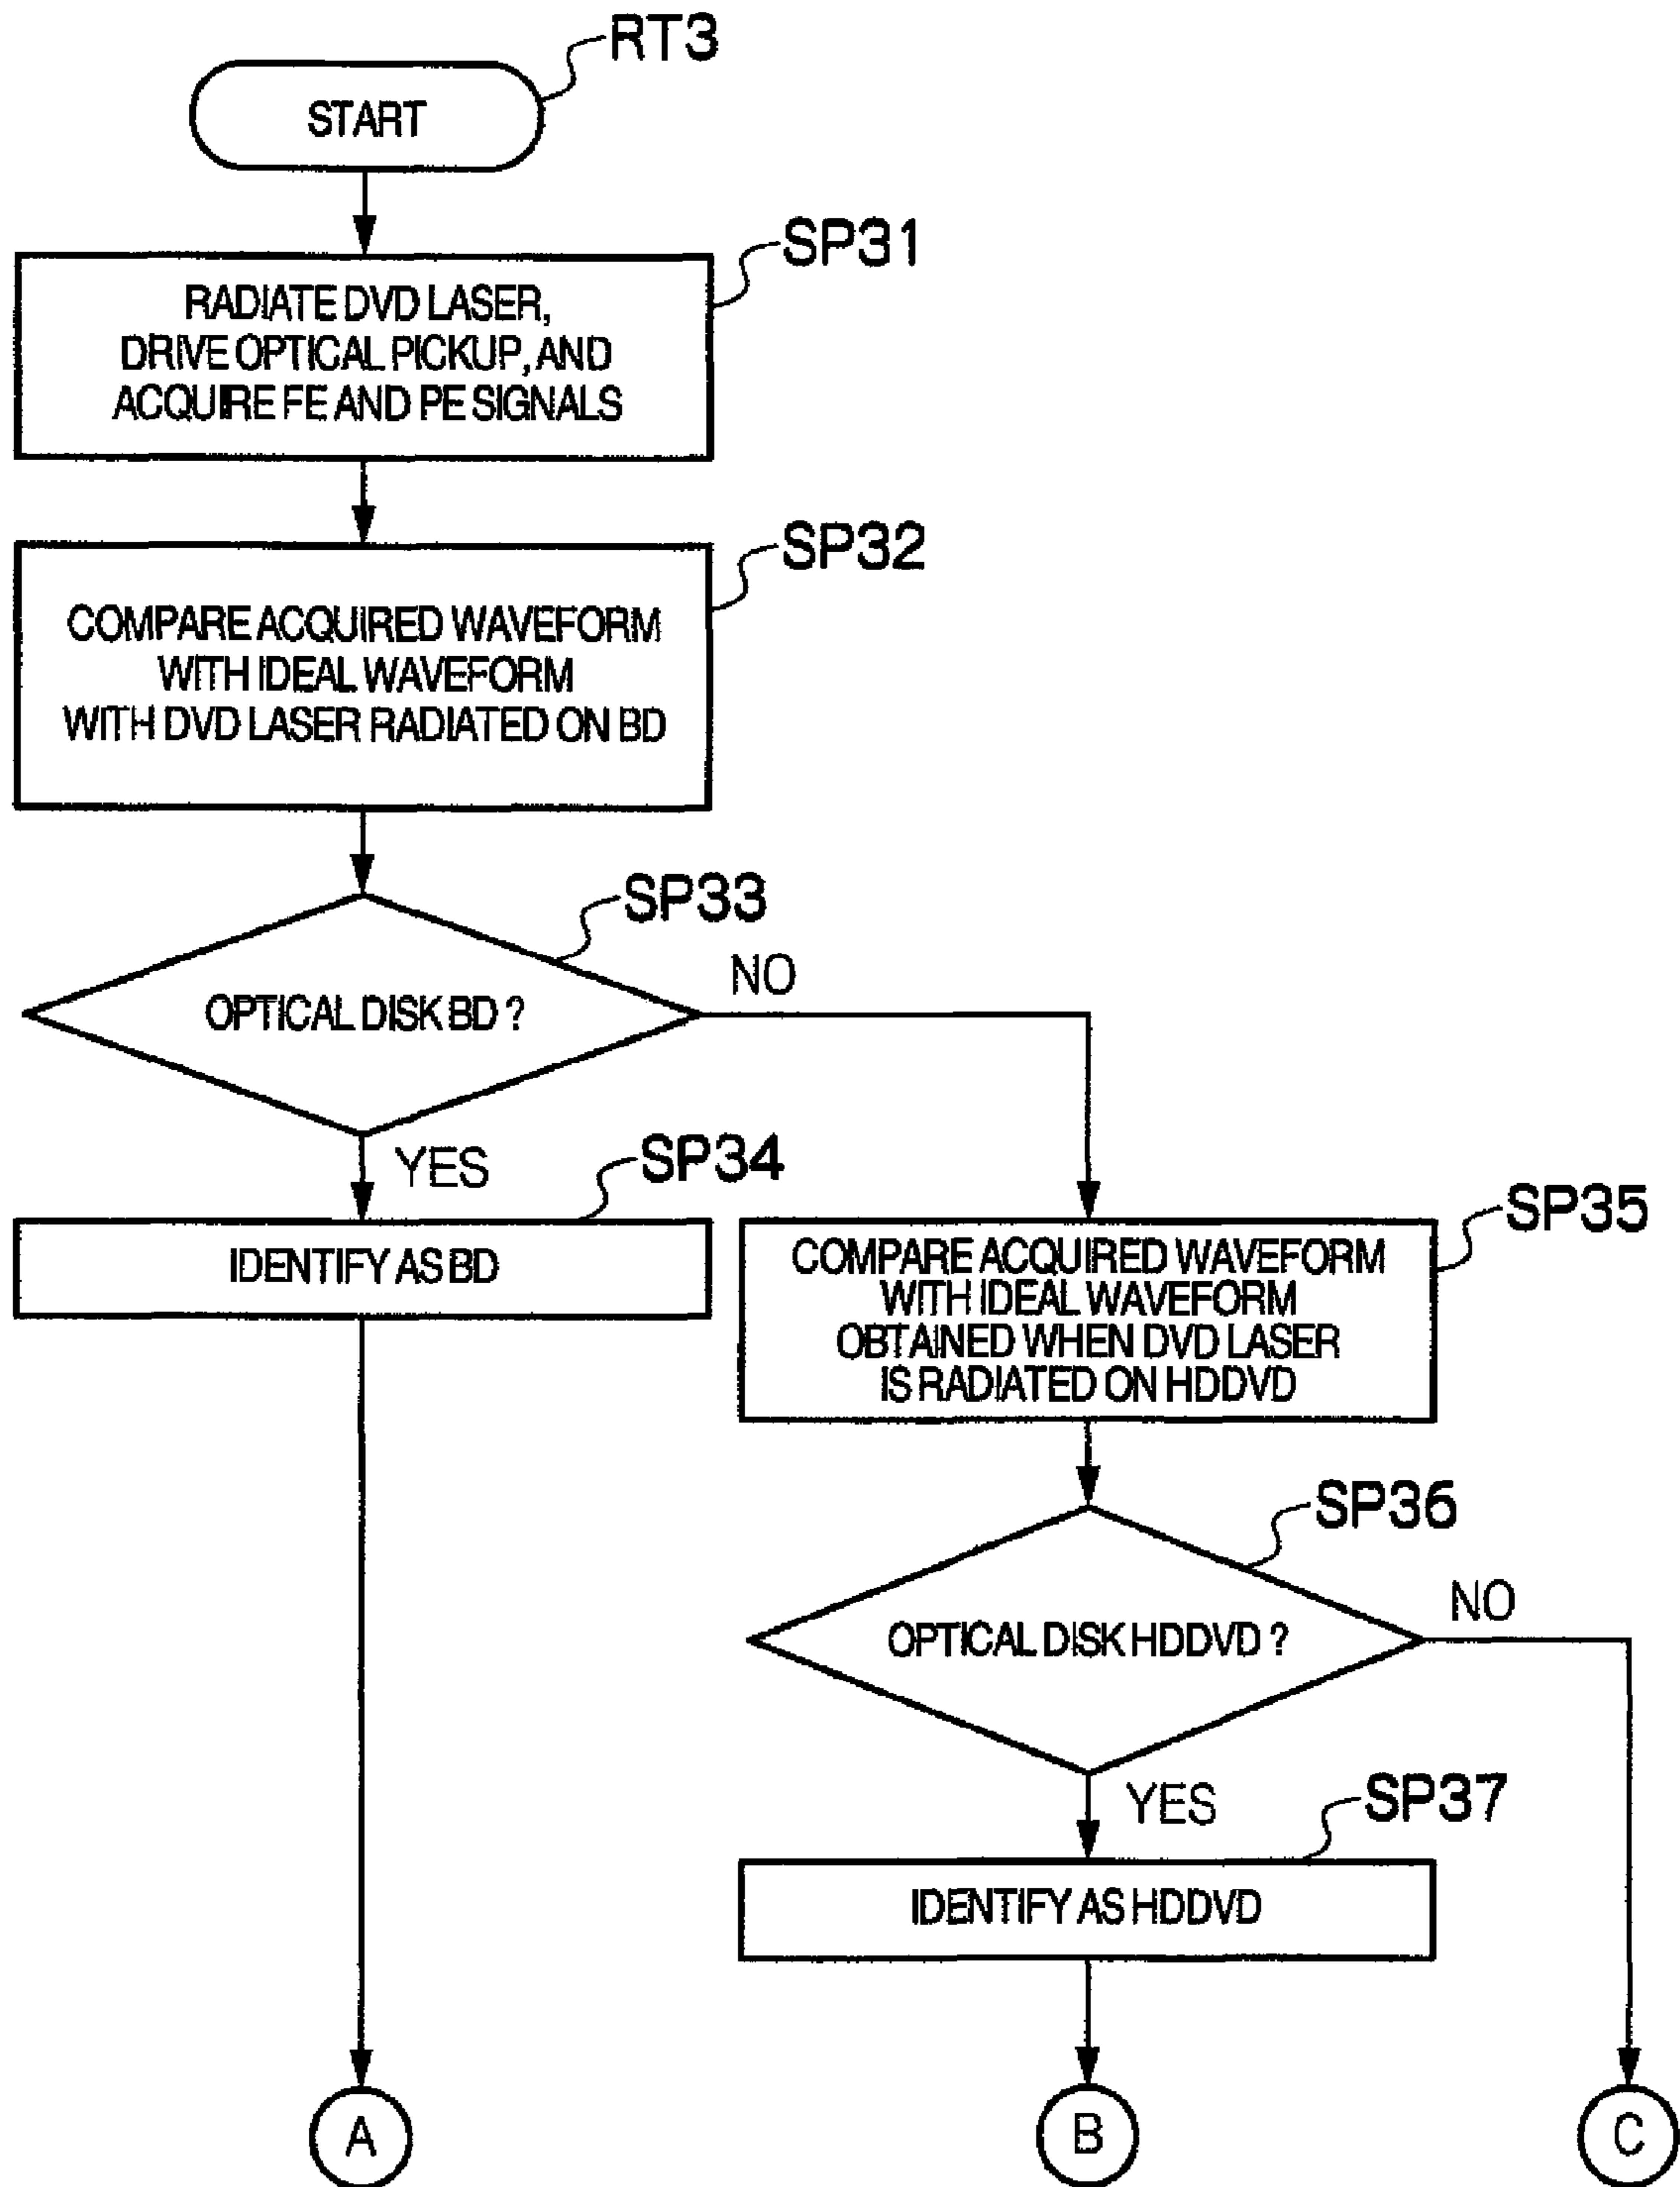 RT3
START
SP31
RADIATE DVD LASER,
DRIVE OPTICAL PICKUP, AND
ACQUIRE FE AND PE SIGNALS
SP32
COMPARE ACQUIRED WAVEFORM
WITH IDEAL WAVEFORM
WITH DVD LASER RADIATED ON BD
SP33
OPTICAL DISK BD ?
NO
YES
SP34
IDENTIFY AS BD
SP35
COMPARE ACQUIRED WAVEFORM
WITH IDEAL WAVEFORM
OBTAINED WHEN DVD LASER
IS RADIATED ON HDDVD
SP36
OPTICAL DISK HDDVD ?
NO
YES
SP37
IDENTIFY AS HDDVD
A
B
C